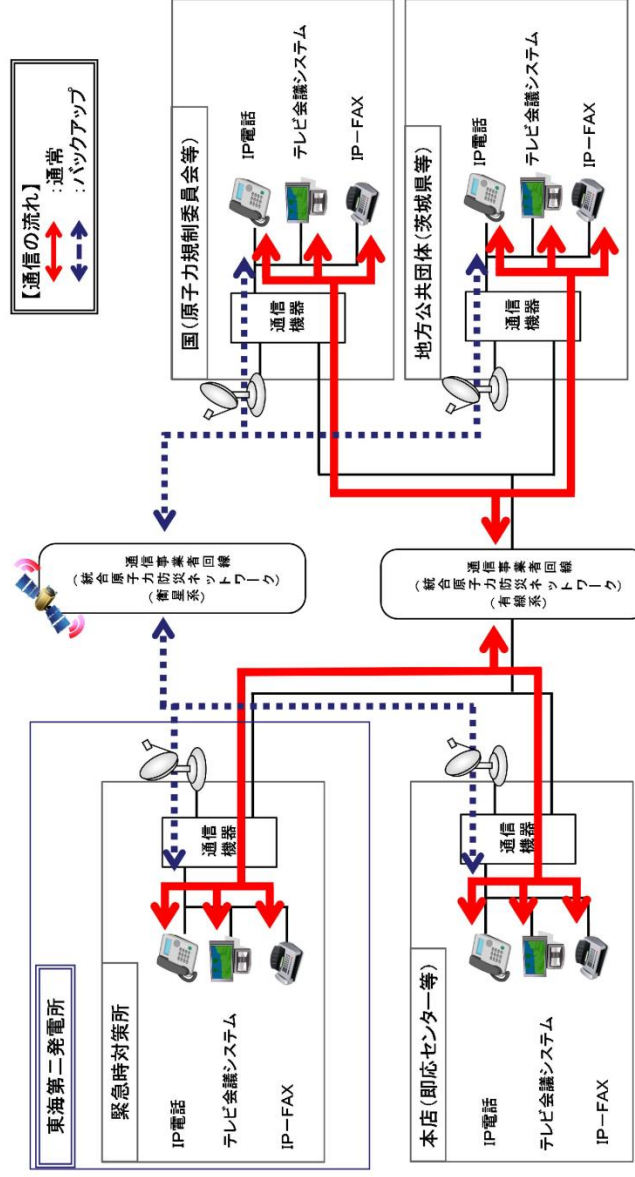 【通信の流れ】
:通常
:バックアップ
東海第二発電所
緊急時対策所
IP電話
テレビ会議システム
IP-FAX
通信
機器
本店(即応センター等)
IP電話
テレビ会議システム
IP-FAX
通信
機器
通信事業者回線
(統合原子力防災ネットワーク)
(衛星系)
通信事業者回線
(統合原子力防災ネットワーク)
(有線系)
国(原子力規制委員会等)
通信
機器
IP電話
テレビ会議システム
IP-FAX
地方公共団体(茨城県等)
通信
機器
IP電話
テレビ会議システム
IP-FAX